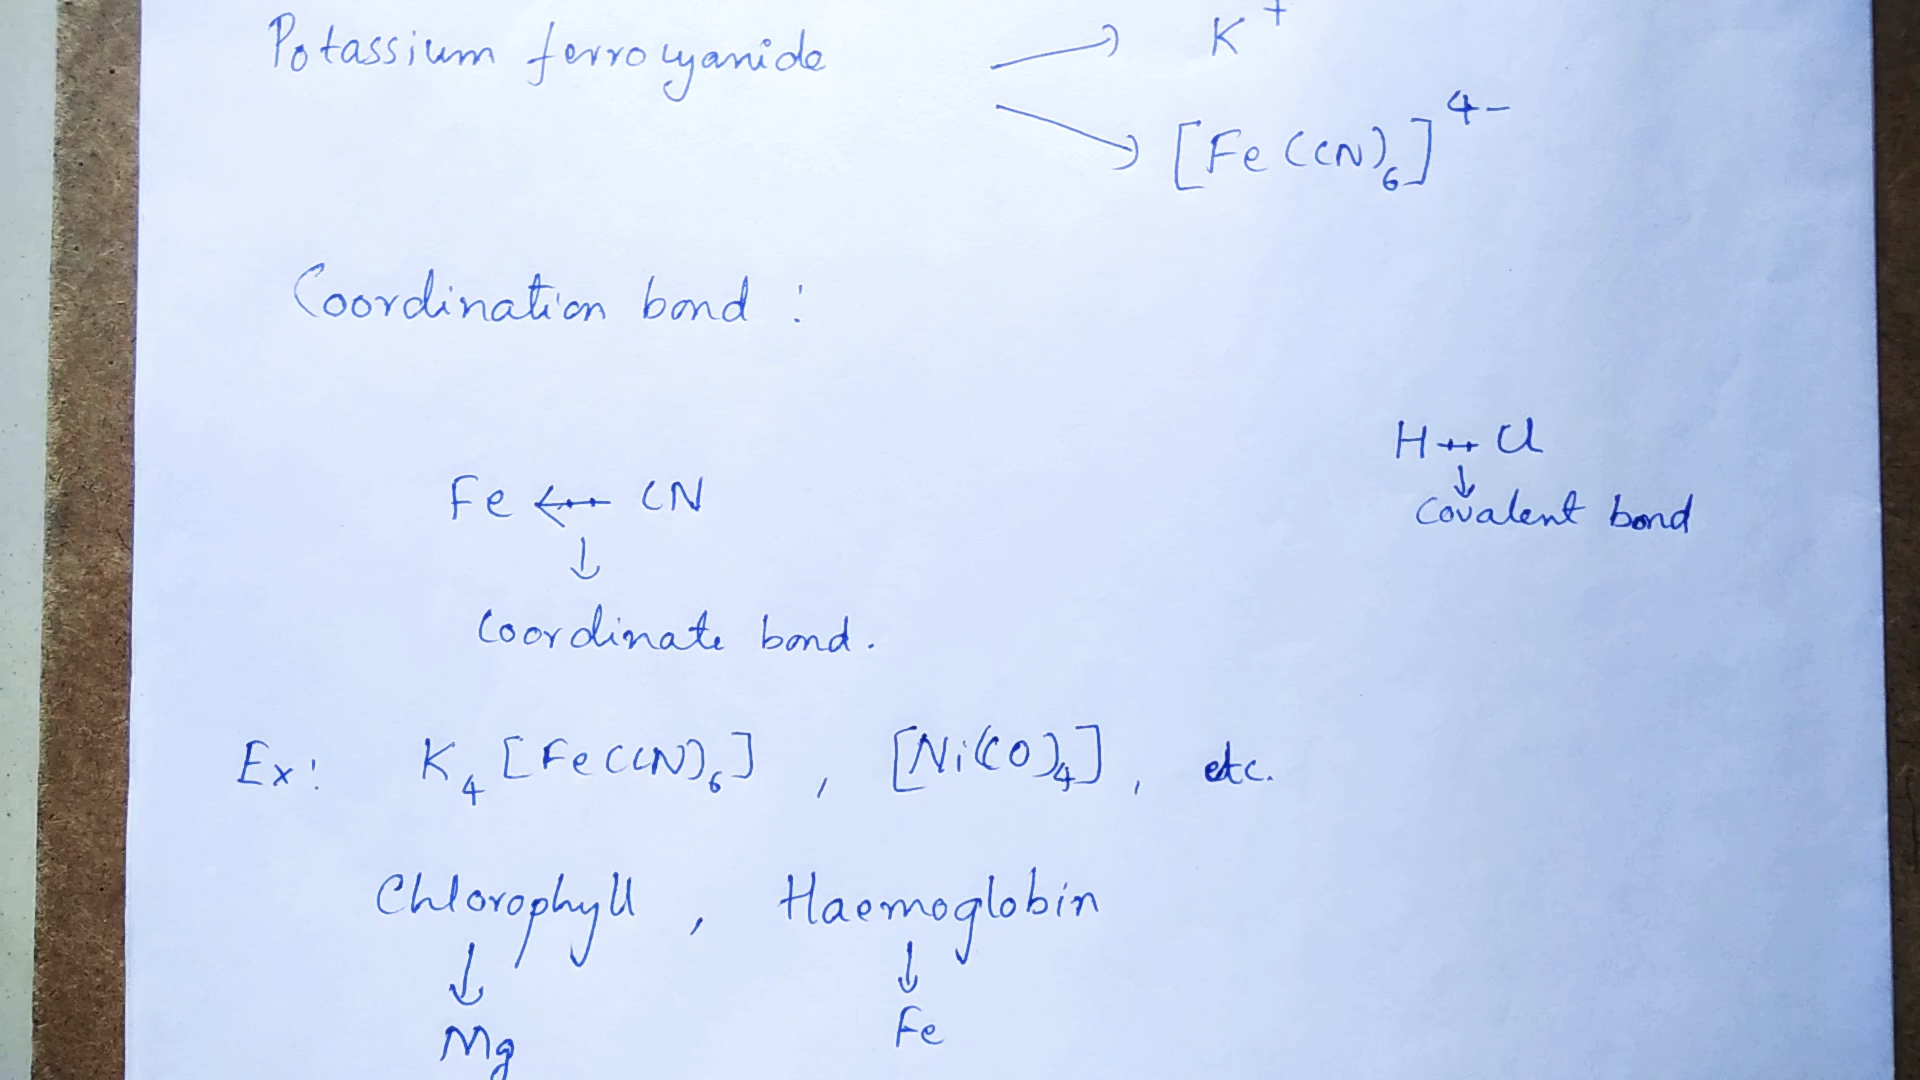 Potassium ferrocyanide → K⁺
→ [Fe(CN)₆]⁴⁻
Coordination bond :
H↔Cl
↓
Covalent bond
Fe ← CN
↓
Coordinate bond.
Ex: K₄[Fe(CN)₆] , [Ni(CO)₄], etc.
Chlorophyll , Haemoglobin
↓ ↓
Mg Fe